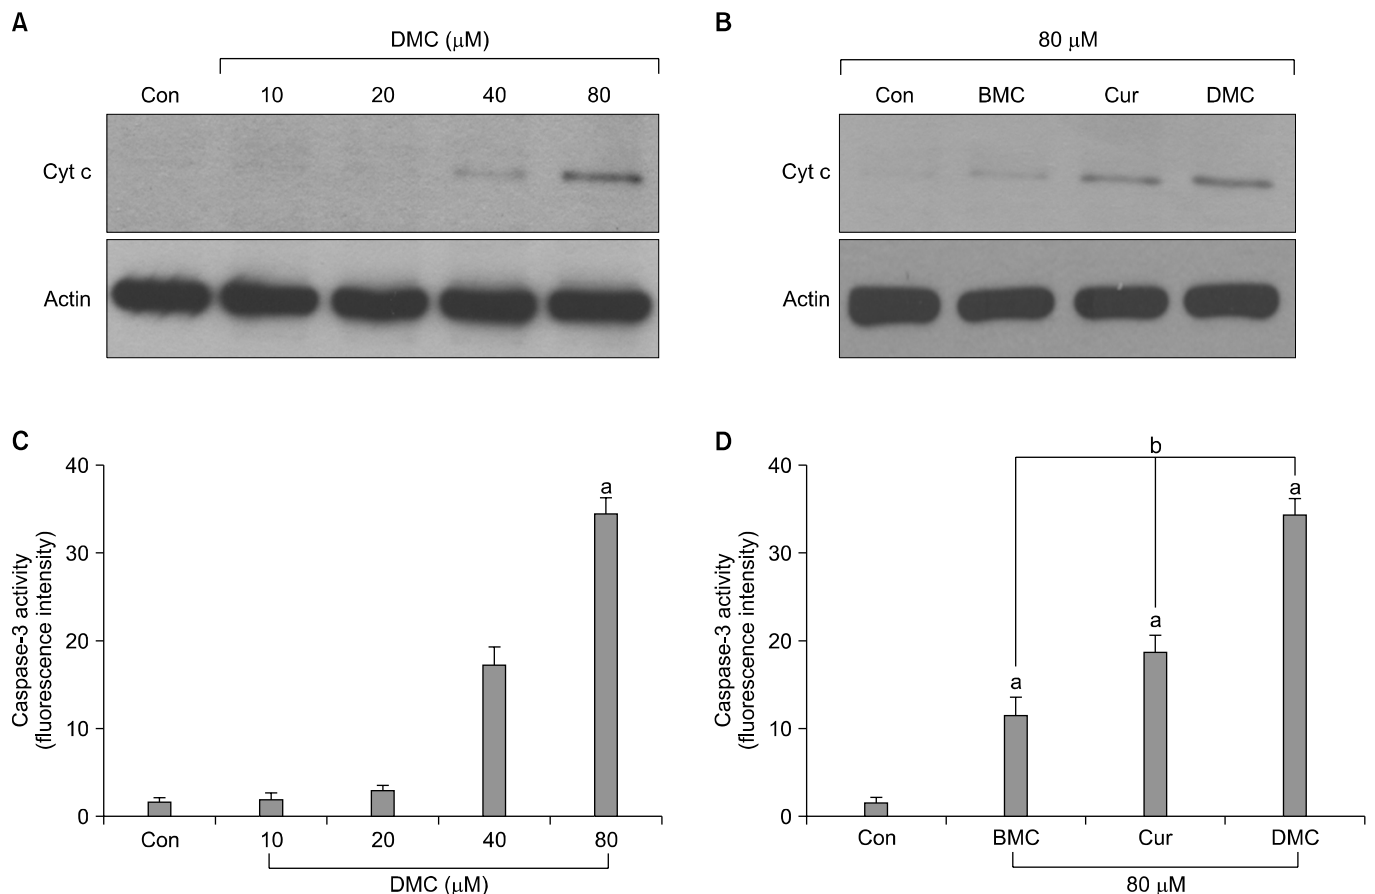 A
DMC (μM)
Con 10 20 40 80
Cyt c
Actin
B
80 μM
Con BMC Cur DMC
Cyt c
Actin
C
Caspase-3 activity
(fluorescence intensity)
40
30
20
10
0
a
Con 10 20 40 80
DMC (μM)
D
Caspase-3 activity
(fluorescence intensity)
40
30
20
10
0
b
a
a
a
Con BMC Cur DMC
80 μM